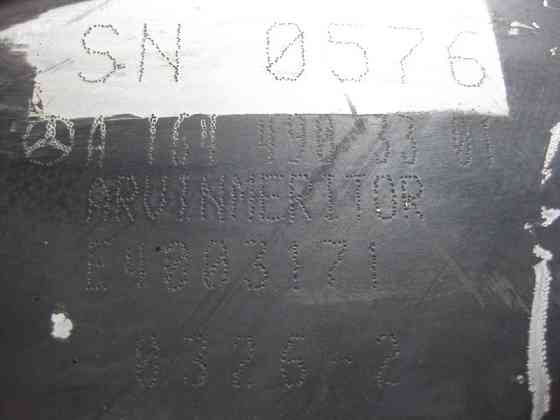 SN 0576
A 164 490 33 01
ARVINMERITOR
E4003171
0326-2